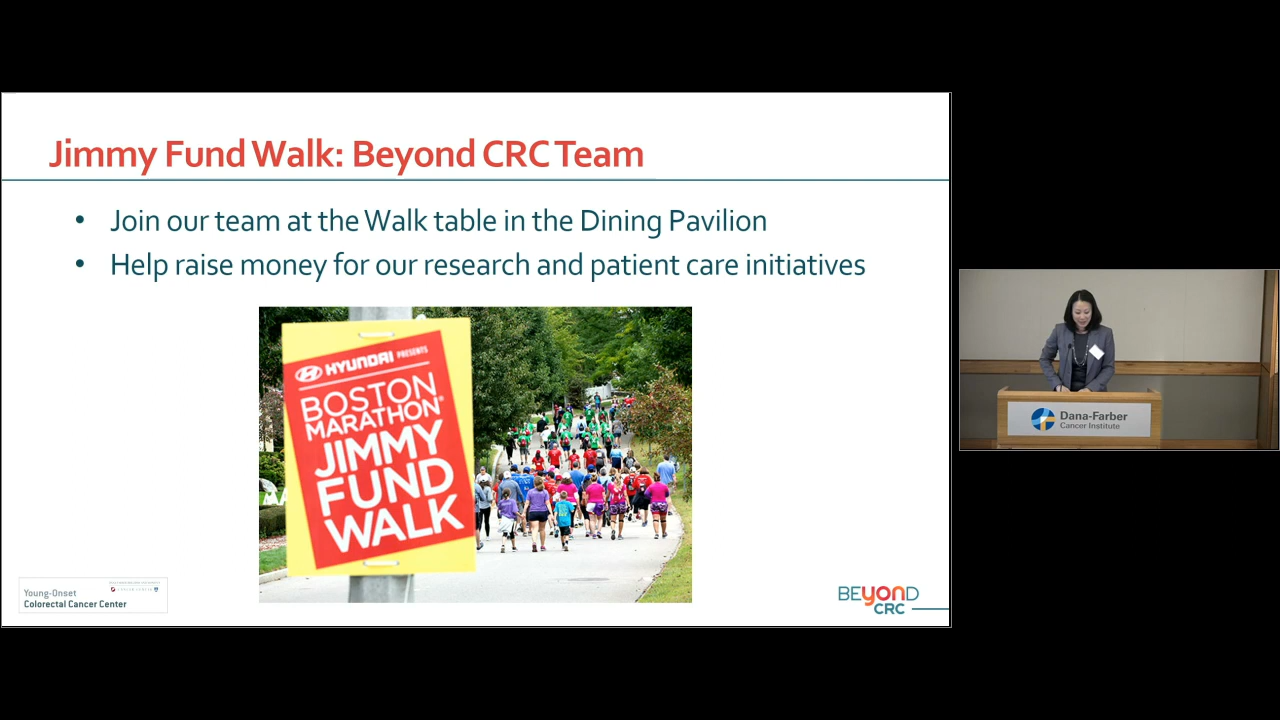 Jimmy Fund Walk: Beyond CRC Team
• Join our team at the Walk table in the Dining Pavilion
• Help raise money for our research and patient care initiatives
HYUNDAI PRESENTS
BOSTON
MARATHON®
JIMMY
FUND
WALK
Young-Onset
Colorectal Cancer Center
BEYOND
CRC
Dana-Farber
Cancer Institute